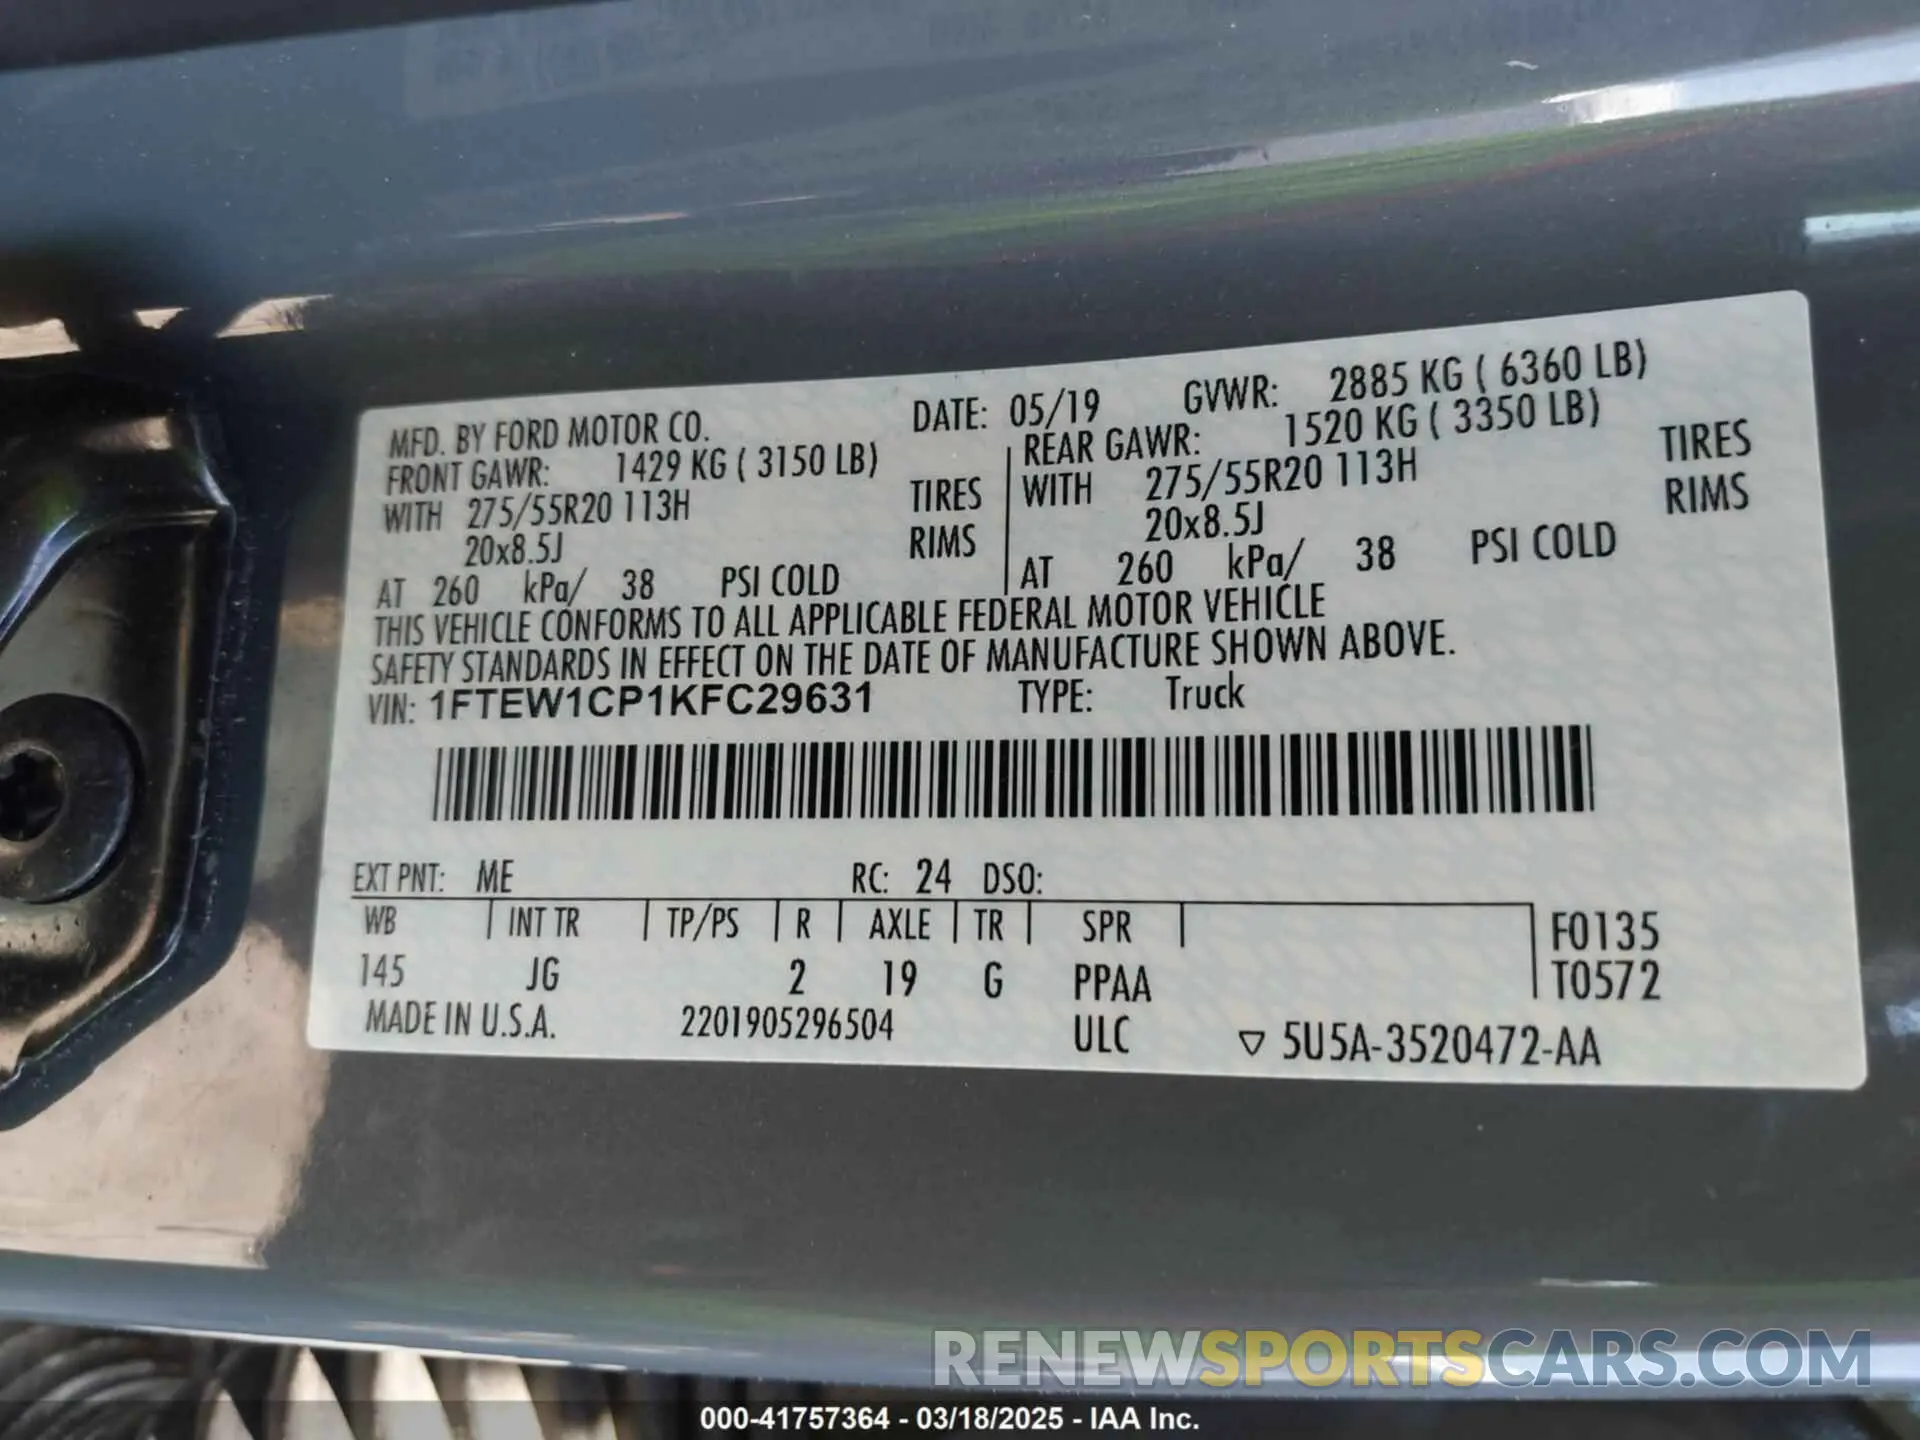 MFD. BY FORD MOTOR CO. DATE: 05/19 GVWR: 2885 KG ( 6360 LB)
FRONT GAWR: 1429 KG ( 3150 LB) REAR GAWR: 1520 KG ( 3350 LB)
WITH 275/55R20 113H TIRES WITH 275/55R20 113H TIRES
20x8.5J RIMS 20x8.5J RIMS
AT 260 kPa/ 38 PSI COLD AT 260 kPa/ 38 PSI COLD
THIS VEHICLE CONFORMS TO ALL APPLICABLE FEDERAL MOTOR VEHICLE
SAFETY STANDARDS IN EFFECT ON THE DATE OF MANUFACTURE SHOWN ABOVE.
VIN: 1FTEW1CP1KFC29631 TYPE: Truck
EXT PNT: ME RC: 24 DSO:
WB INT TR TP/PS R AXLE TR SPR F0135
145 JG 2 19 G PPAA T0572
MADE IN U.S.A. 2201905296504 ULC ▽ 5U5A-3520472-AA
RENEWSPORTSCARS.COM
000-41757364 - 03/18/2025 - IAA Inc.